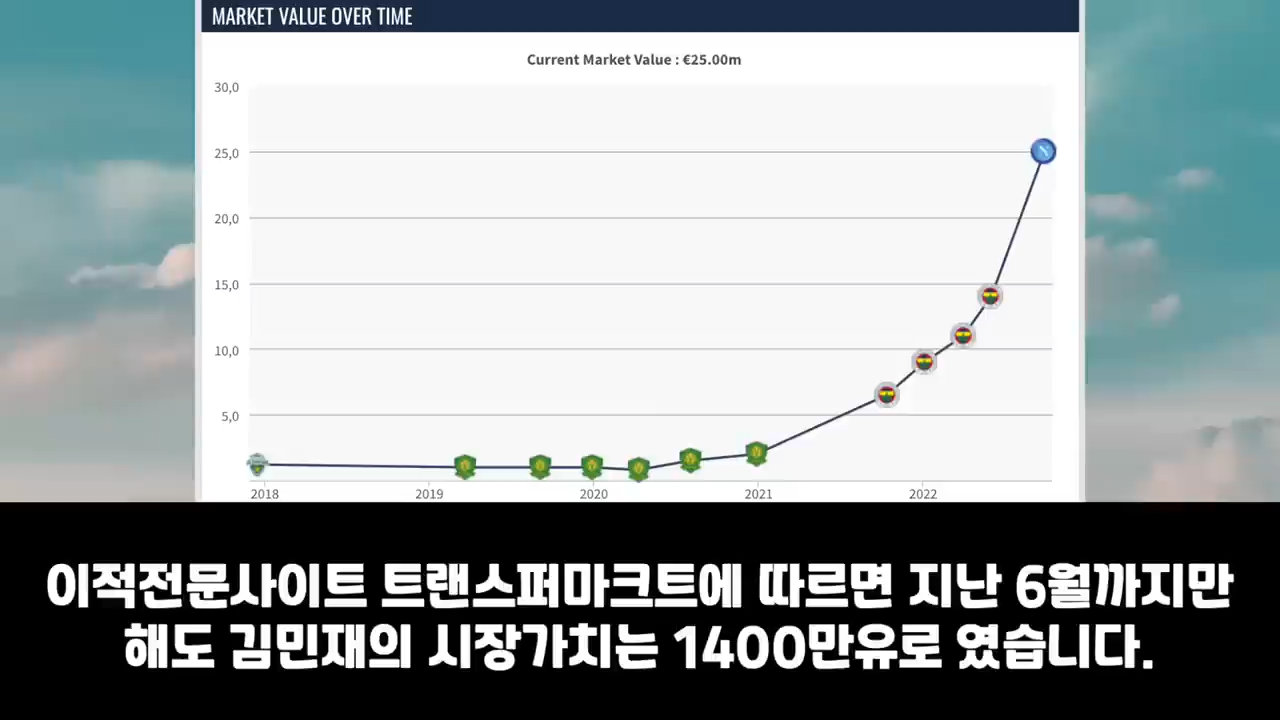 MARKET VALUE OVER TIME
Current Market Value : €25.00m
30,0
25,0
20,0
15,0
10,0
5,0
2018 2019 2020 2021 2022
이적전문사이트 트랜스퍼마크트에 따르면 지난 6월까지만
해도 김민재의 시장가치는 1400만유로 였습니다.